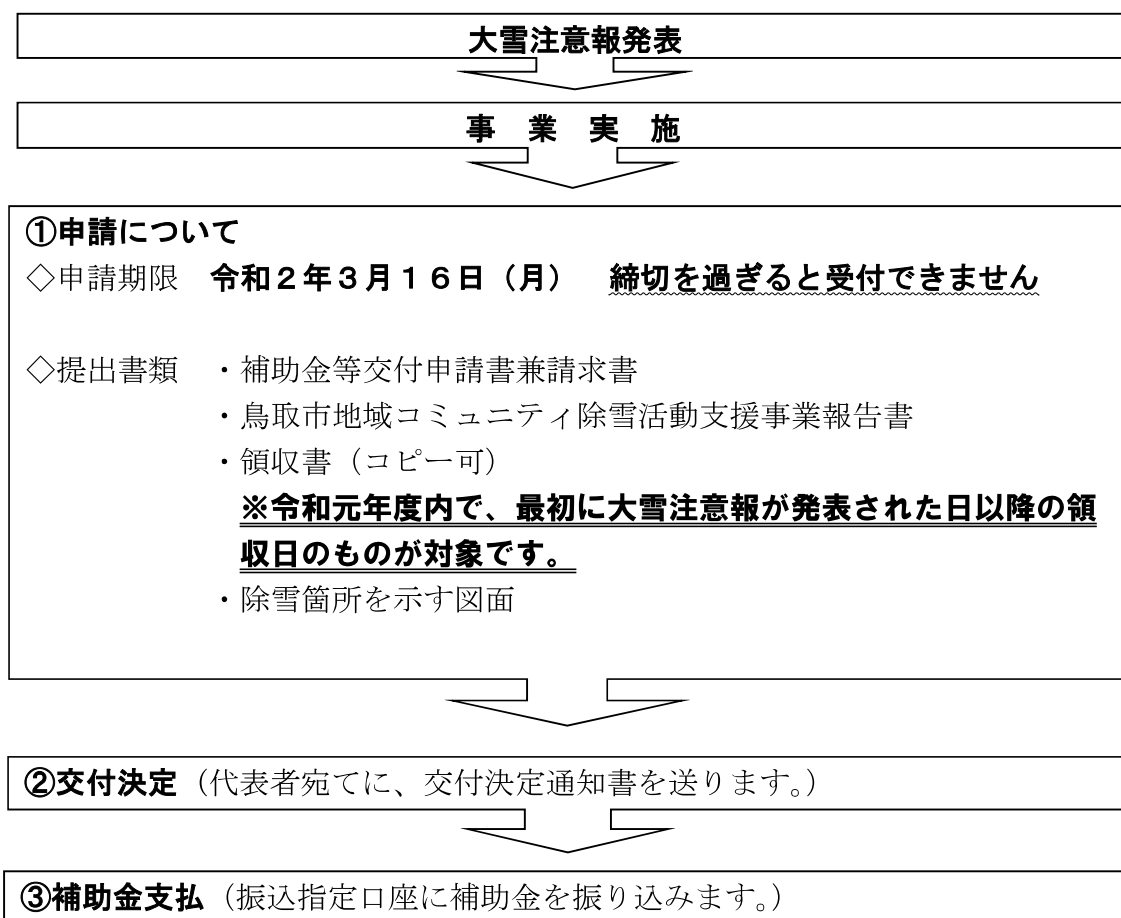 大雪注意報発表
事　業　実　施
①申請について
◇申請期限　令和２年３月１６日（月）　締切を過ぎると受付できません
◇提出書類　・補助金等交付申請書兼請求書
・鳥取市地域コミュニティ除雪活動支援事業報告書
・領収書（コピー可）
※令和元年度内で、最初に大雪注意報が発表された日以降の領
収日のものが対象です。
・除雪箇所を示す図面
②交付決定（代表者宛てに、交付決定通知書を送ります。）
③補助金支払（振込指定口座に補助金を振り込みます。）